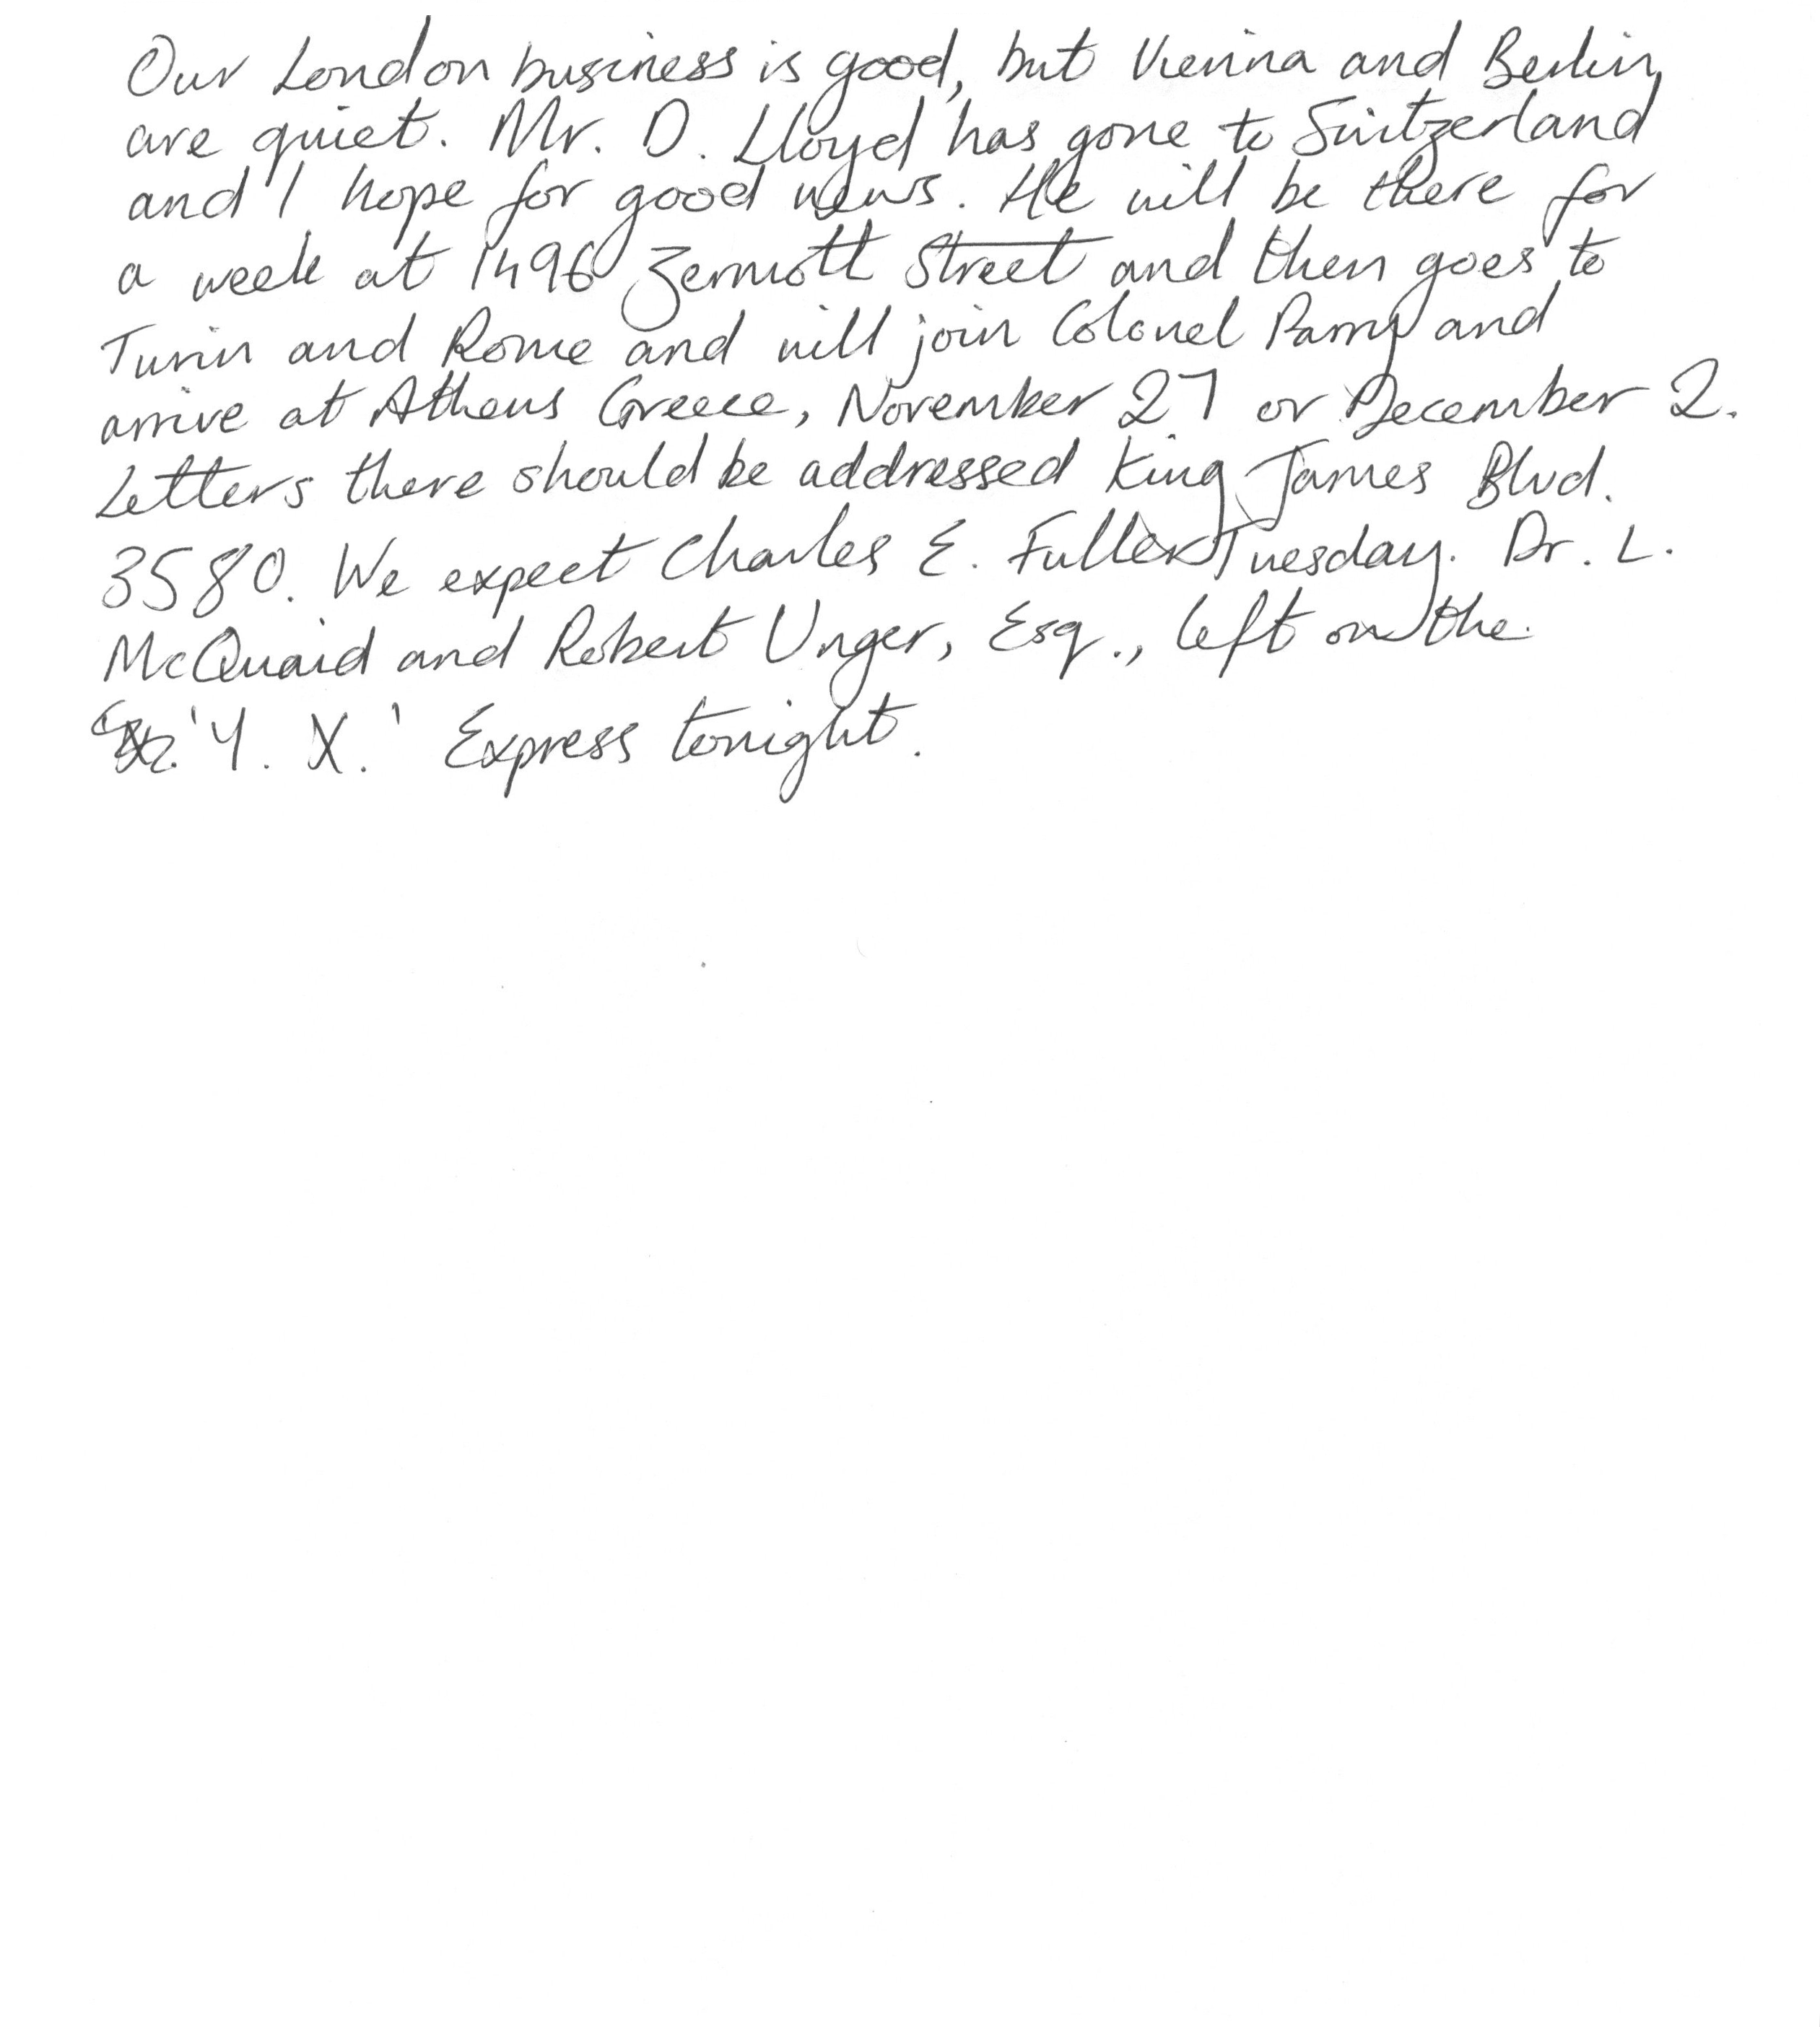 Our London business is good, but Vienna and Berlin
are quiet. Mr. D. Lloyd has gone to Switzerland
and I hope for good news. He will be there for
a week at 1496 Zermott Street and then goes to
Turin and Rome and will join Colonel Parry and
arrive at Athens Greece, November 27 or December 2.
Letters there should be addressed King James Blvd.
3580. We expect Charles E. Fuller Tuesday. Dr. L.
McQuaid and Robert Unger, Esq., left on the
'Y. X.' Express tonight.